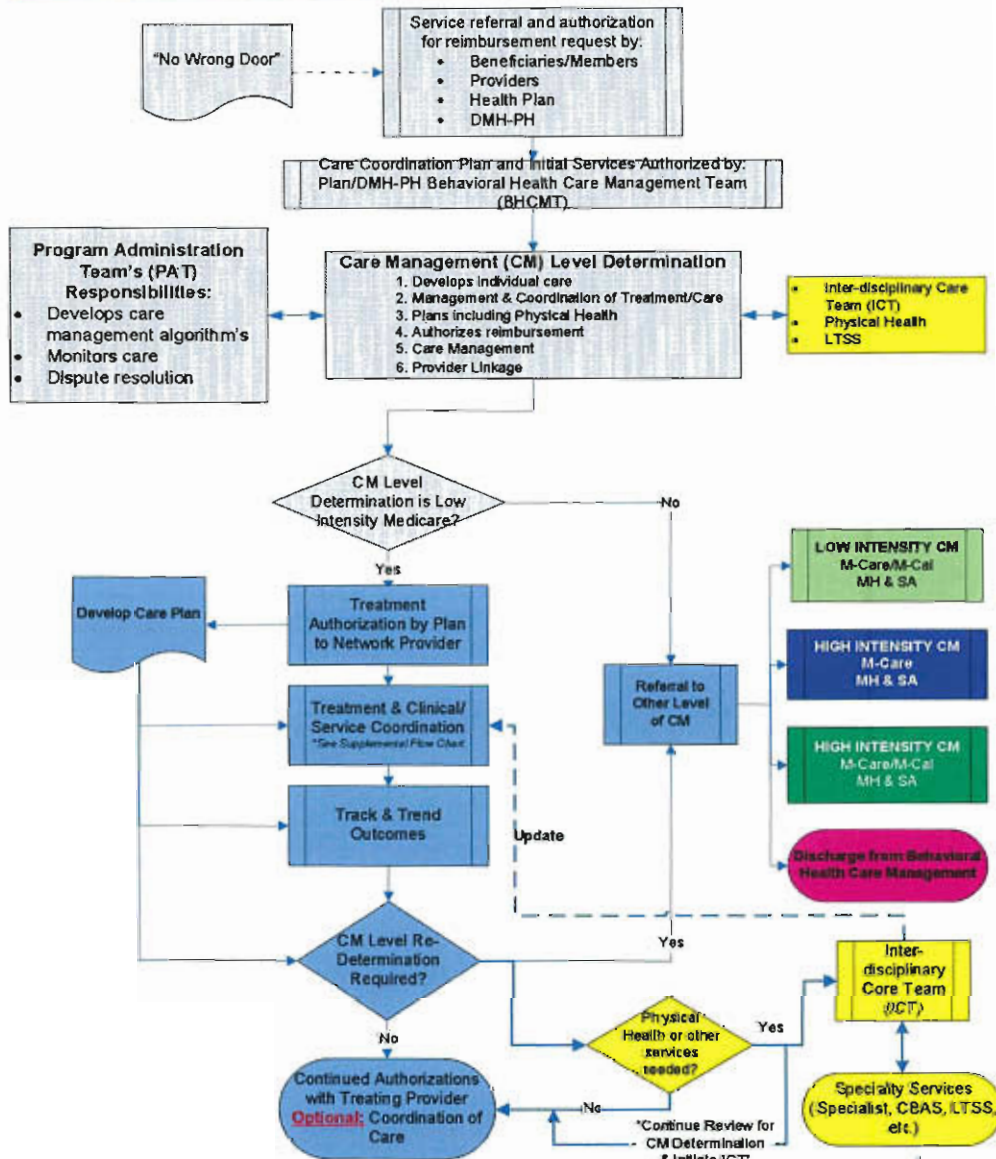 "No Wrong Door"
Service referral and authorization
for reimbursement request by:
• Beneficiaries/Members
• Providers
• Health Plan
• DMH-PH
Care Coordination Plan and Initial Services Authorized by:
Plan/DMH-PH Behavioral Health Care Management Team
(BHCMT)
Program Administration
Team's (PAT)
Responsibilities:
• Develops care
management algorithm's
• Monitors care
• Dispute resolution
Care Management (CM) Level Determination
1. Develops individual care
2. Management & Coordination of Treatment/Care
3. Plans including Physical Health
4. Authorizes reimbursement
5. Care Management
6. Provider Linkage
• Inter-disciplinary Care
Team (ICT)
• Physical Health
• LTSS
CM Level
Determination is Low
Intensity Medicare?
No
Yes
Develop Care Plan
Treatment
Authorization by Plan
to Network Provider
Treatment & Clinical/
Service Coordination
*See Supplemental Flow Chart
Track & Trend
Outcomes
Update
Referral to
Other Level
of CM
LOW INTENSITY CM
M-Care/M-Cal
MH & SA
HIGH INTENSITY CM
M-Care
MH & SA
HIGH INTENSITY CM
M-Care/M-Cal
MH & SA
Discharge from Behavioral
Health Care Management
CM Level Re-
Determination
Required?
Yes
No
Physical
Health or other
services
needed?
Yes
No
Inter-
disciplinary
Core Team
(ICT)
Continued Authorizations
with Treating Provider
Optional: Coordination of
Care
*Continue Review for
CM Determination
& Initiate ICT*
Specialty Services
(Specialist, CBAS, LTSS,
etc.)